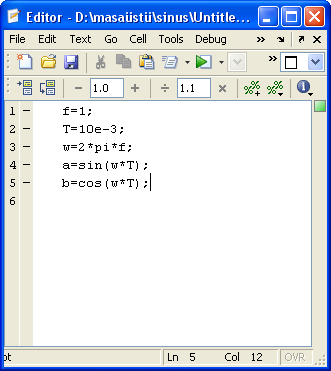 Editor - D:\masaüstü\sinus\Untitle...
File Edit Text Go Cell Tools Debug »
»
- 1.0 + ÷ 1.1 ×
1 - f=1;
2 - T=10e-3;
3 - w=2*pi*f;
4 - a=sin(w*T);
5 - b=cos(w*T);
6
pt Ln 5 Col 12 OVR